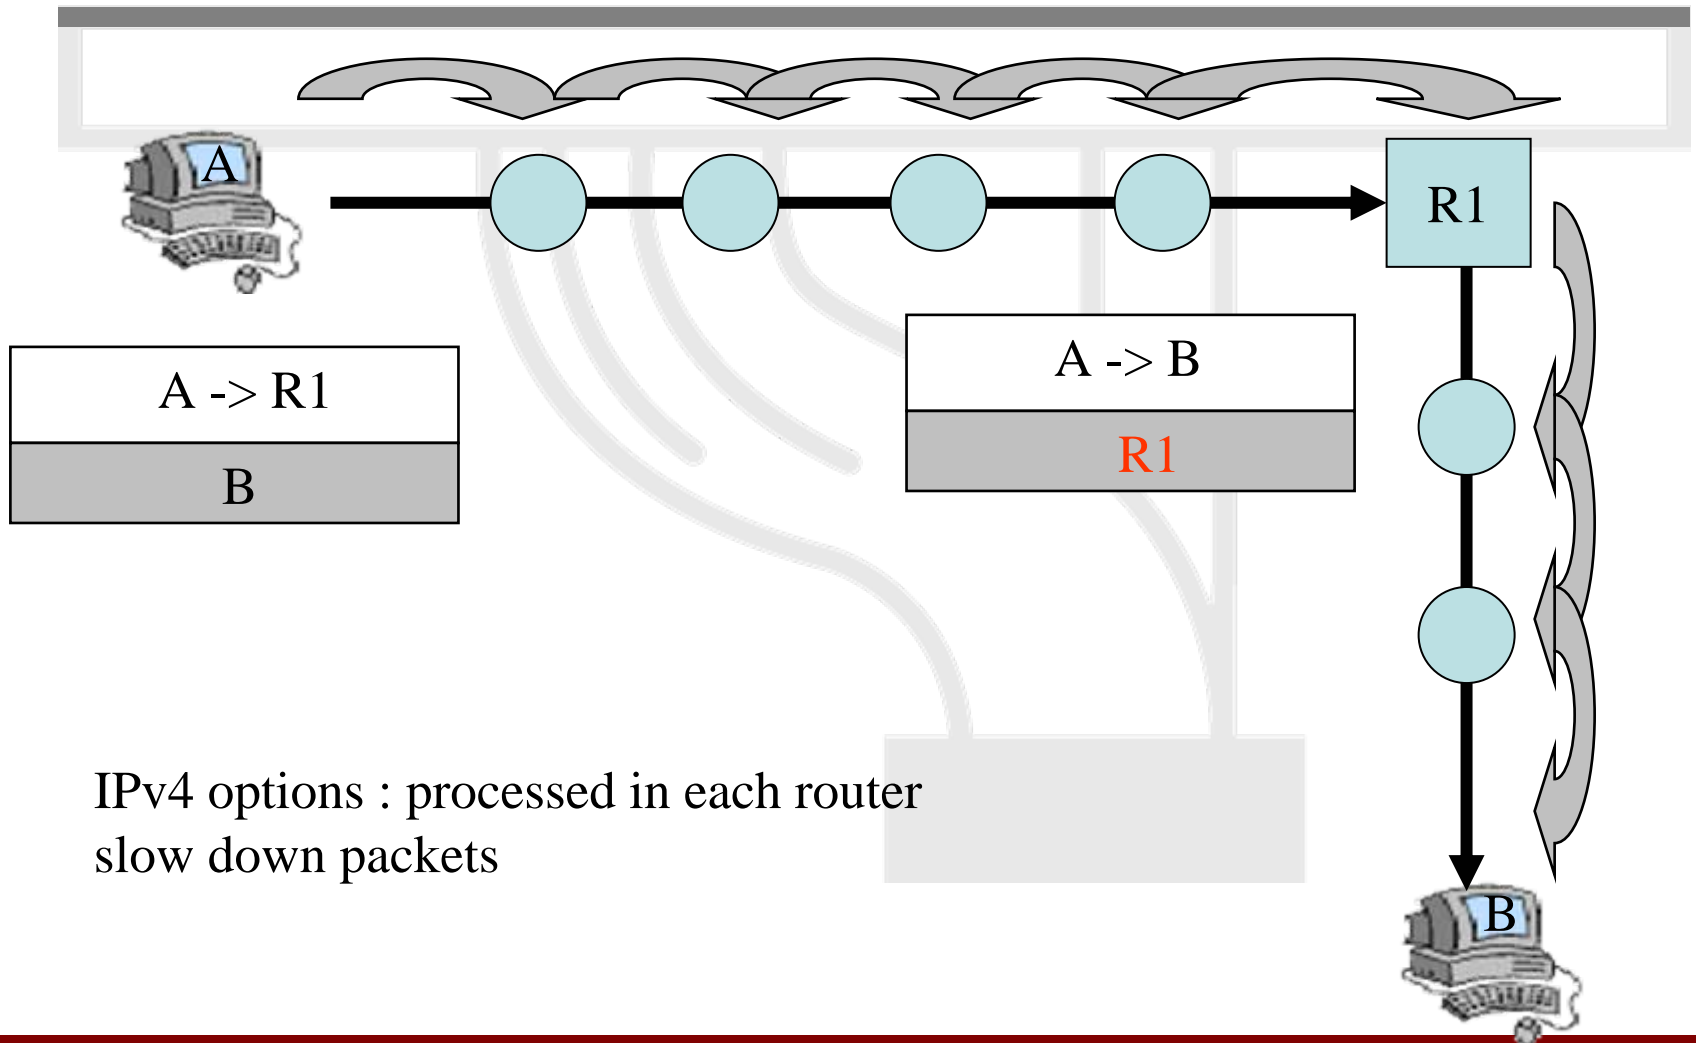 A
R1
A -> R1
B
A -> B
R1
IPv4 options : processed in each router
slow down packets
B